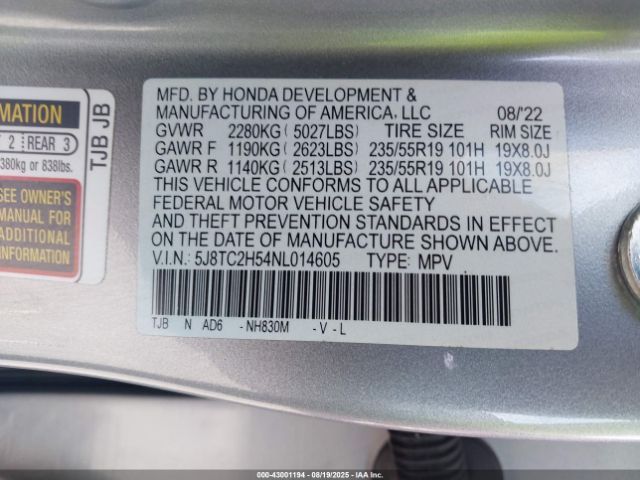 MATION
2 REAR 3
380kg or 838lbs.
SEE OWNER'S
MANUAL FOR
ADDITIONAL
INFORMATION
TJB JB
MFD. BY HONDA DEVELOPMENT &
MANUFACTURING OF AMERICA, LLC 08/'22
GVWR 2280KG (5027LBS) TIRE SIZE RIM SIZE
GAWR F 1190KG (2623LBS) 235/55R19 101H 19X8.0J
GAWR R 1140KG (2513LBS) 235/55R19 101H 19X8.0J
THIS VEHICLE CONFORMS TO ALL APPLICABLE
FEDERAL MOTOR VEHICLE SAFETY
AND THEFT PREVENTION STANDARDS IN EFFECT
ON THE DATE OF MANUFACTURE SHOWN ABOVE.
V.I.N.: 5J8TC2H54NL014605 TYPE: MPV
TJB N AD6 -NH830M -V-L
000-43001194 - 08/19/2025 - IAAI.COM